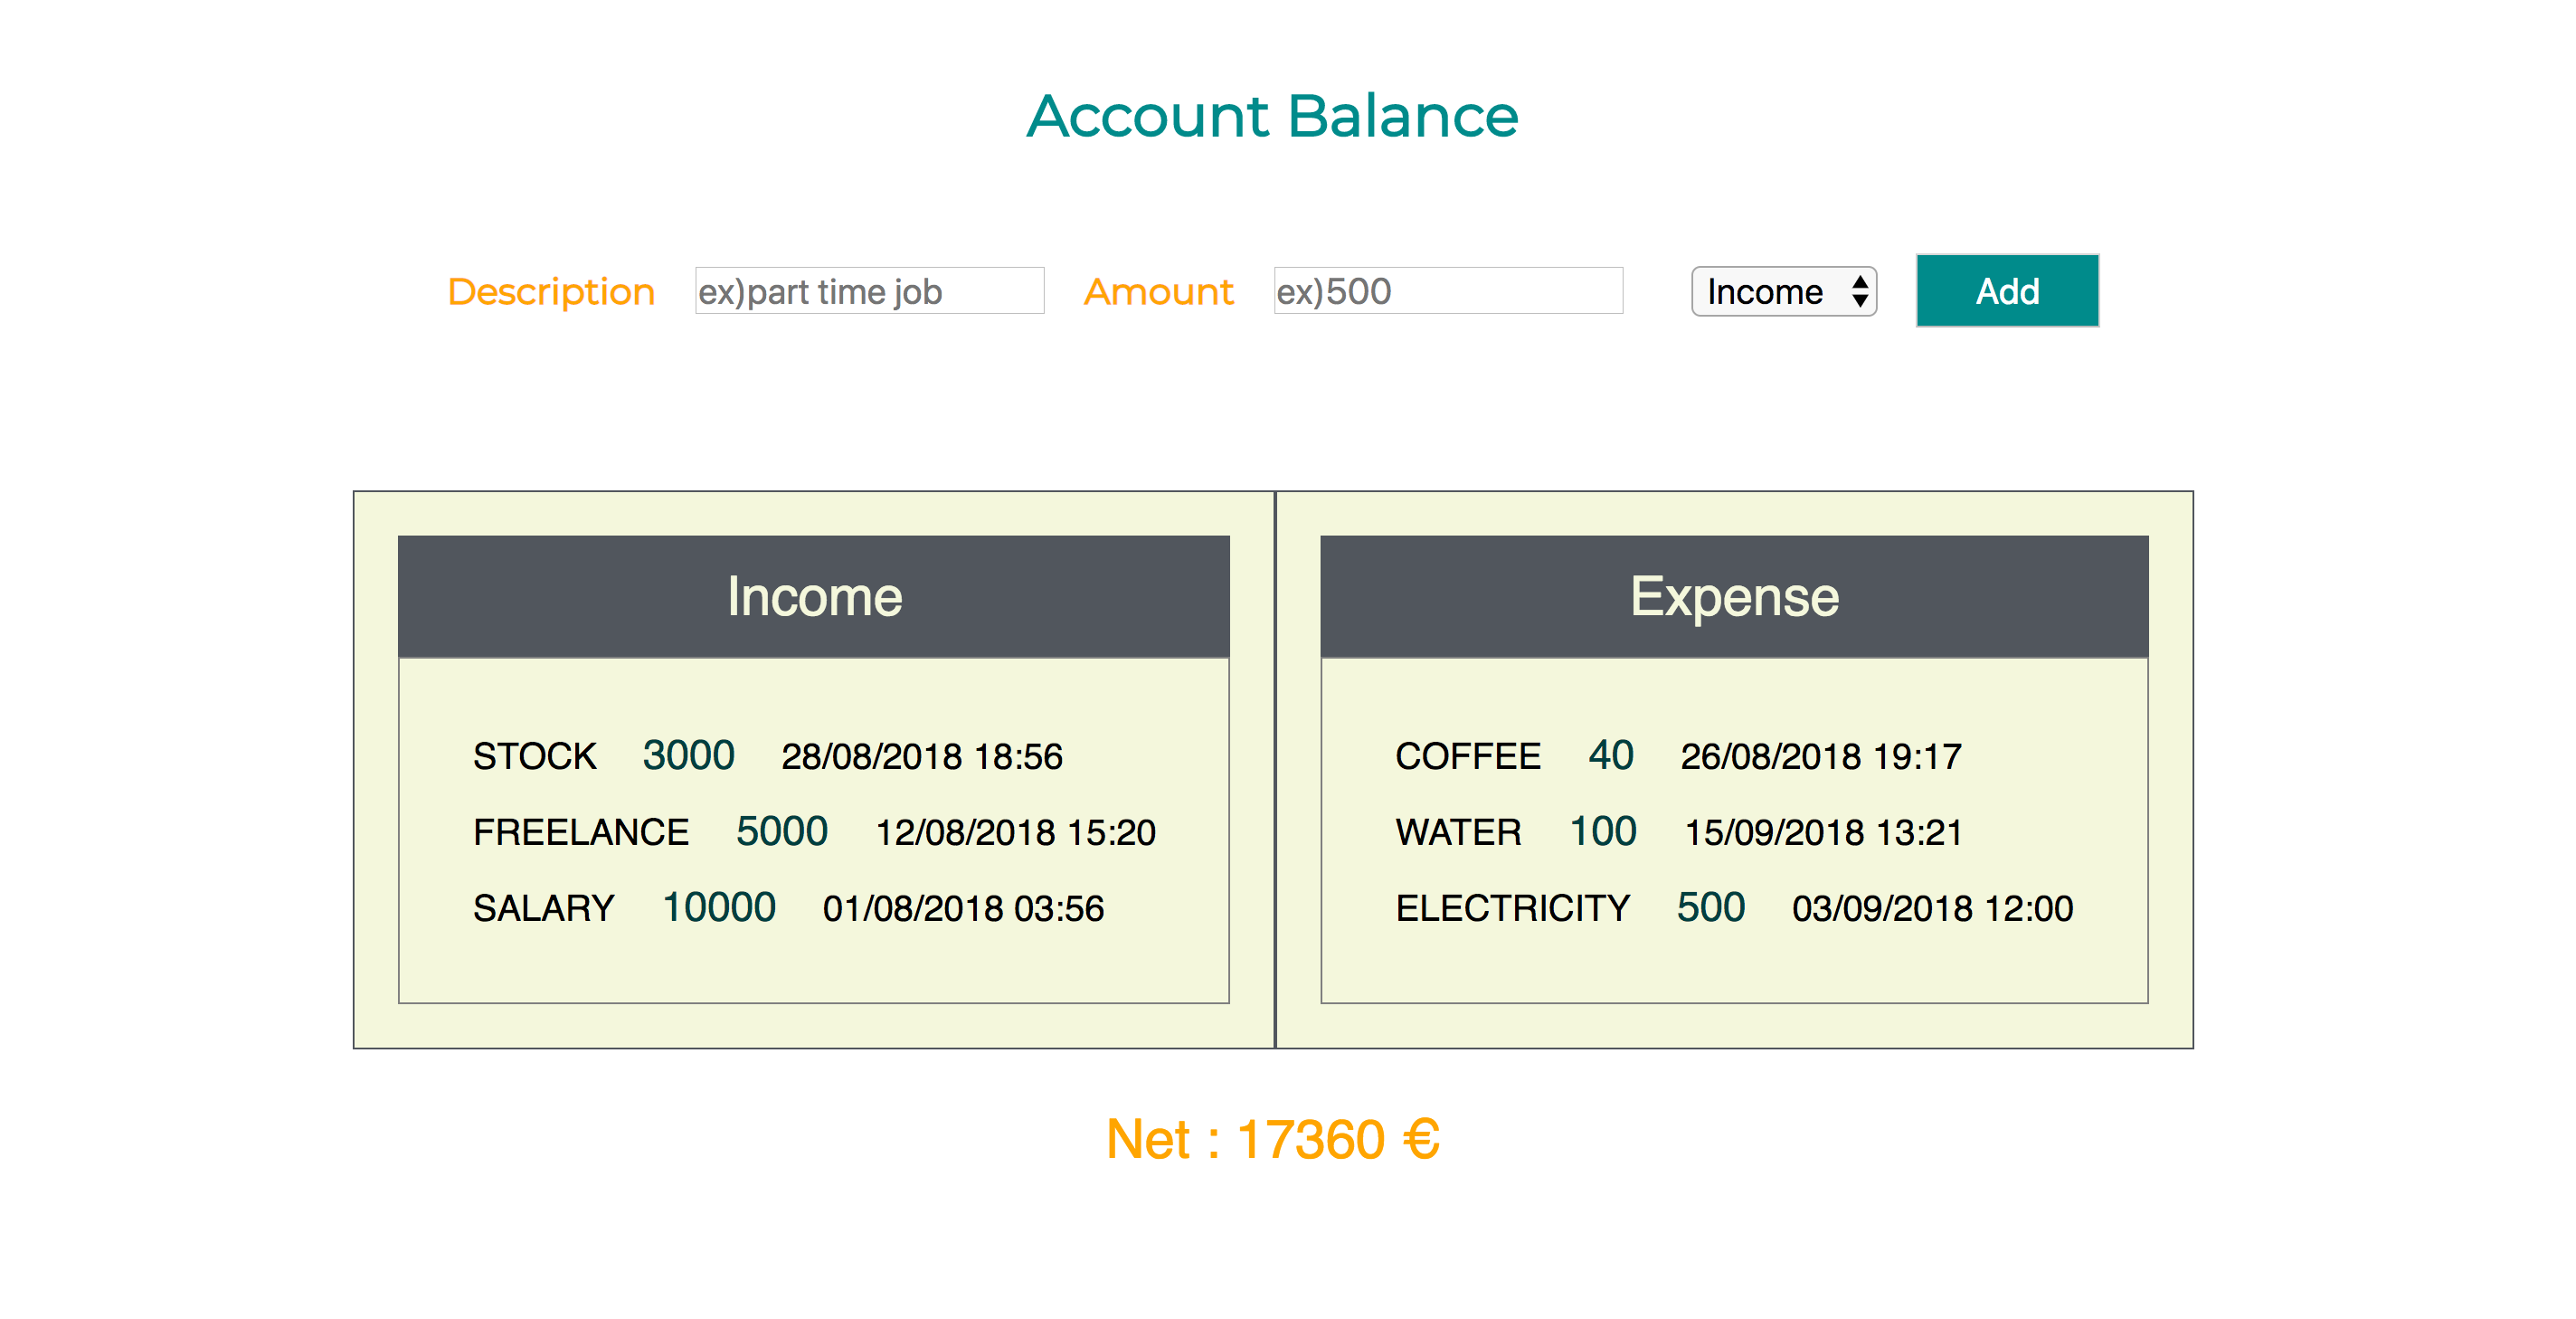 Account Balance
Description ex)part time job Amount ex)500 Income Add
Income
STOCK 3000 28/08/2018 18:56
FREELANCE 5000 12/08/2018 15:20
SALARY 10000 01/08/2018 03:56
Expense
COFFEE 40 26/08/2018 19:17
WATER 100 15/09/2018 13:21
ELECTRICITY 500 03/09/2018 12:00
Net : 17360 €